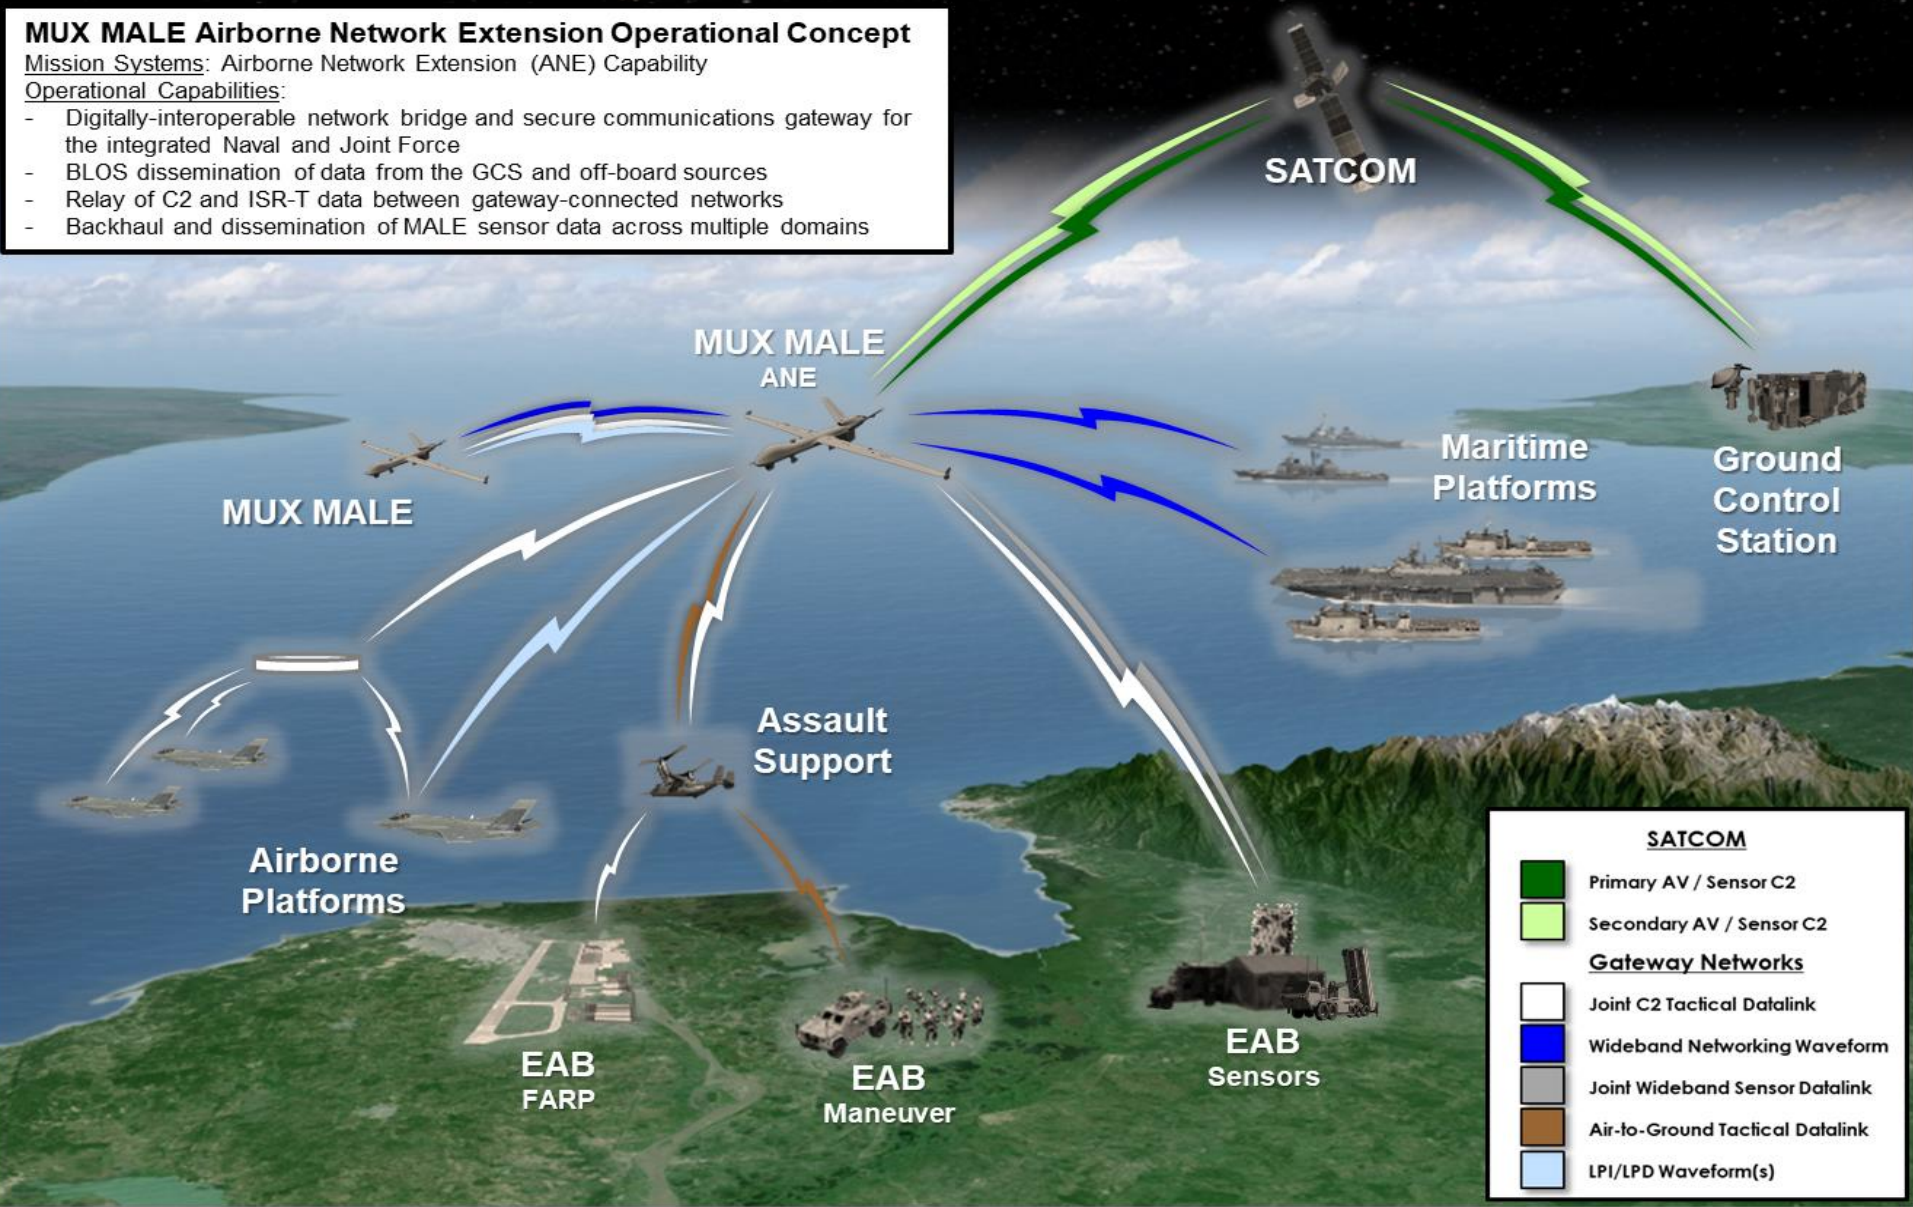 MUX MALE Airborne Network Extension Operational Concept
Mission Systems: Airborne Network Extension (ANE) Capability
Operational Capabilities:
- Digitally-interoperable network bridge and secure communications gateway for
the integrated Naval and Joint Force
- BLOS dissemination of data from the GCS and off-board sources
- Relay of C2 and ISR-T data between gateway-connected networks
- Backhaul and dissemination of MALE sensor data across multiple domains
SATCOM
MUX MALE
ANE
MUX MALE
Maritime
Platforms
Ground
Control
Station
Assault
Support
Airborne
Platforms
EAB
FARP
EAB
Maneuver
EAB
Sensors
SATCOM
Primary AV / Sensor C2
Secondary AV / Sensor C2
Gateway Networks
Joint C2 Tactical Datalink
Wideband Networking Waveform
Joint Wideband Sensor Datalink
Air-to-Ground Tactical Datalink
LPI/LPD Waveform(s)